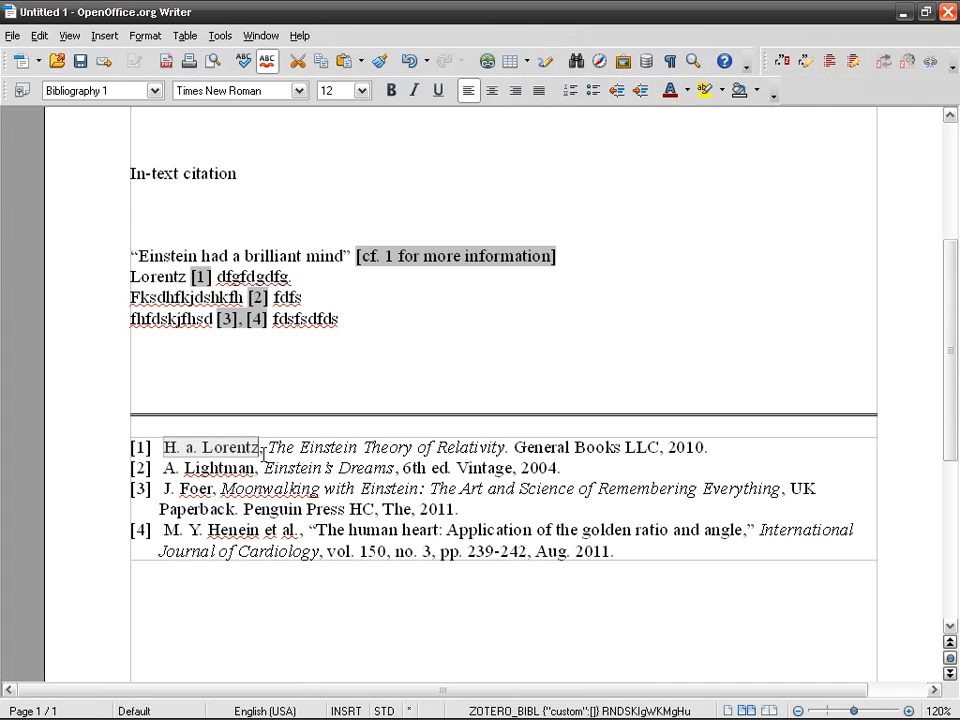 Untitled 1 - OpenOffice.org Writer
File Edit View Insert Format Table Tools Window Help
Bibliography 1 Times New Roman 12 B I U A
In-text citation
“Einstein had a brilliant mind” [cf. 1 for more information]
Lorentz [1] dfgfdgdfg.
Fksdhfkjdshkfh [2] fdfs
fhfdskjfhsd [3], [4] fdsfsdfds
[1] H. a. Lorentz, The Einstein Theory of Relativity. General Books LLC, 2010.
[2] A. Lightman, Einstein’s Dreams, 6th ed. Vintage, 2004.
[3] J. Foer, Moonwalking with Einstein: The Art and Science of Remembering Everything, UK
Paperback. Penguin Press HC, The, 2011.
[4] M. Y. Henein et al., “The human heart: Application of the golden ratio and angle,” International
Journal of Cardiology, vol. 150, no. 3, pp. 239-242, Aug. 2011.
Page 1 / 1 Default English (USA) INSRT STD * ZOTERO_BIBL {"custom":[]} RNDSKIgWKMgHu 120%